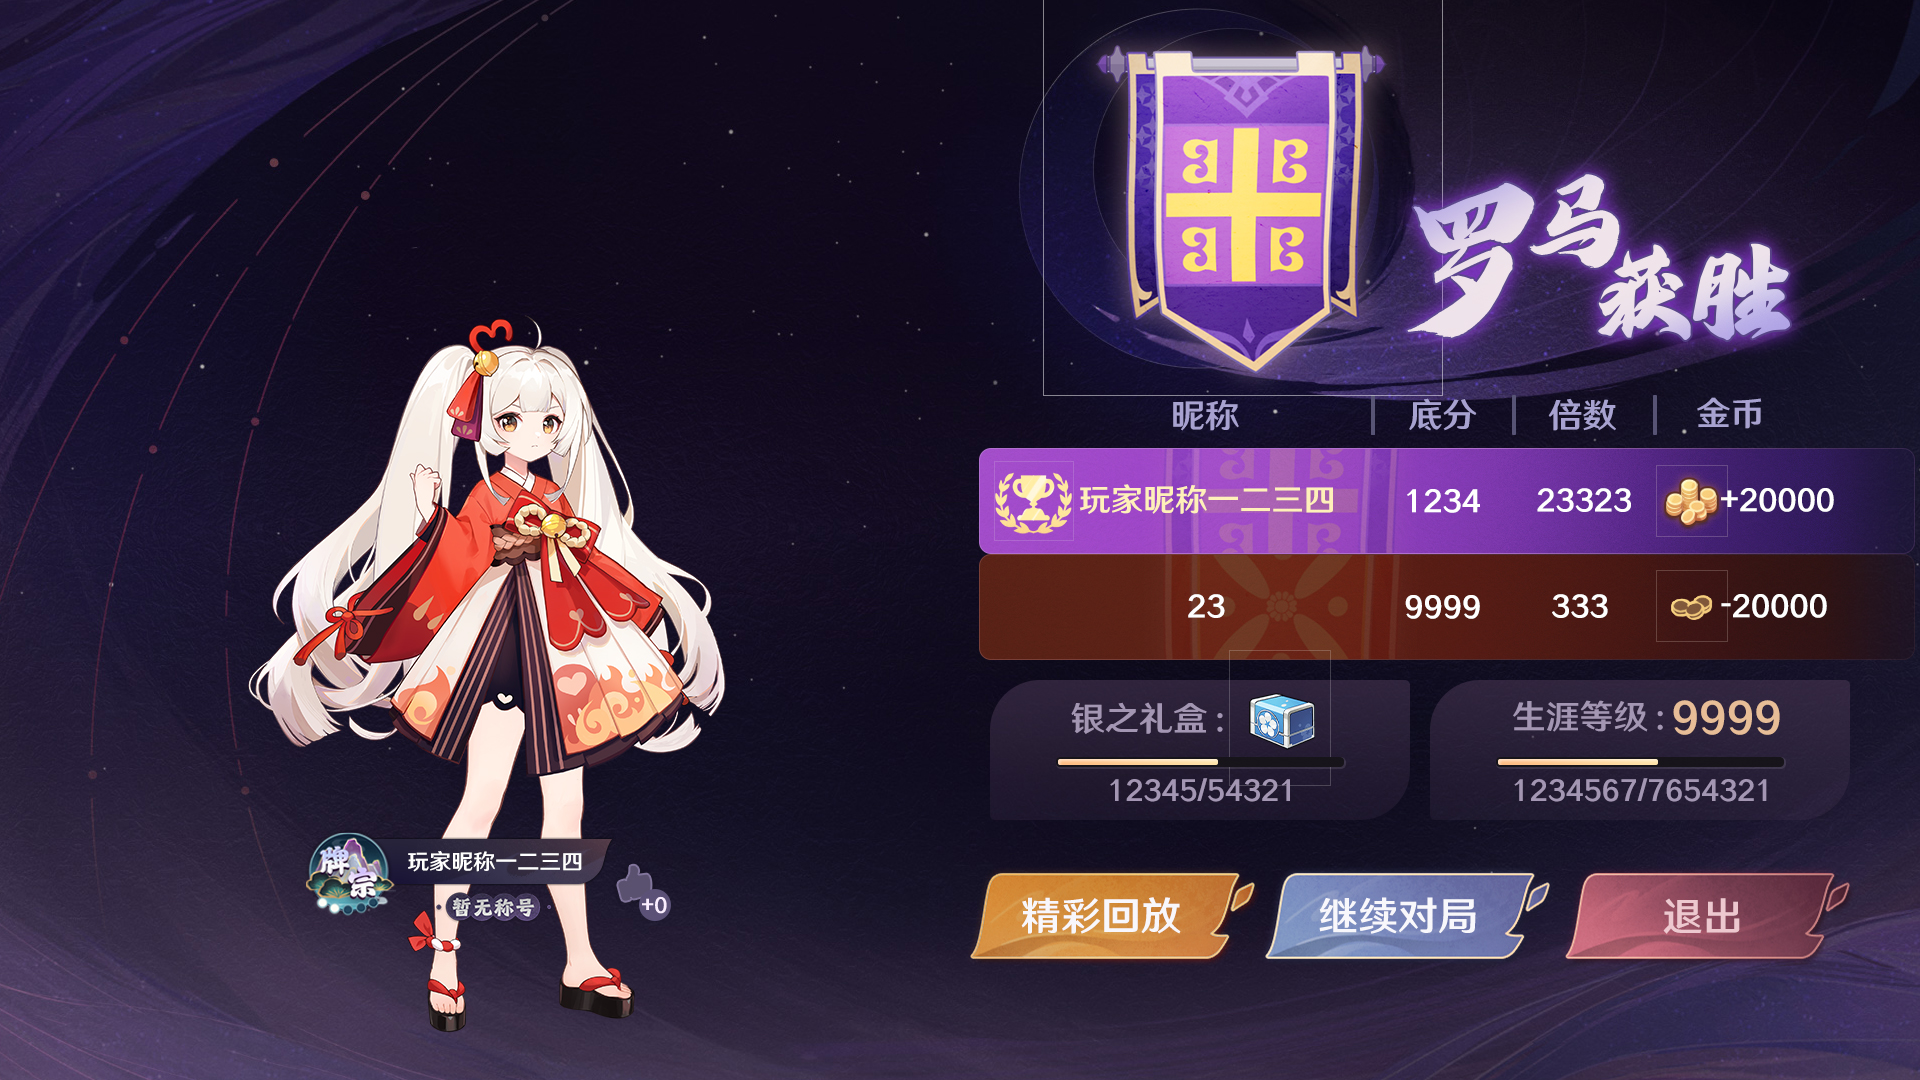 罗马获胜
昵称 底分 倍数 金币
玩家昵称一二三四 1234 23323 +20000
23 9999 333 -20000
银之礼盒：
12345/54321
生涯等级：9999
1234567/7654321
牌宗
玩家昵称一二三四
暂无称号
+0
精彩回放 继续对局 退出